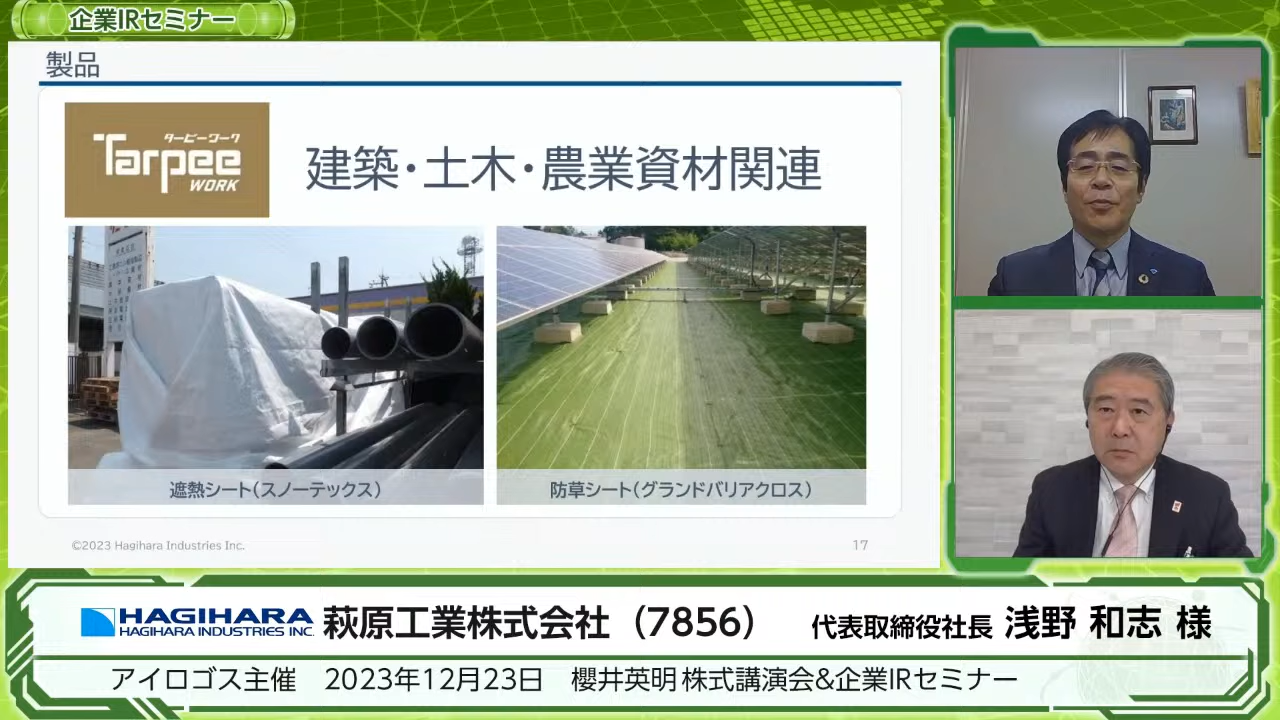 企業IRセミナー
製品
ターピーワーク
Tarpee
WORK
建築・土木・農業資材関連
遮熱シート(スノーテックス)
防草シート(グランドバリアクロス)
©2023 Hagihara Industries Inc.
17
HAGIHARA
HAGIHARA INDUSTRIES INC.
萩原工業株式会社（7856）
代表取締役社長 浅野 和志 様
アイロゴス主催 2023年12月23日 櫻井英明 株式講演会&企業IRセミナー